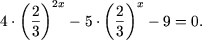 4 · (2/3)^{2x} − 5 · (2/3)^x − 9 = 0.